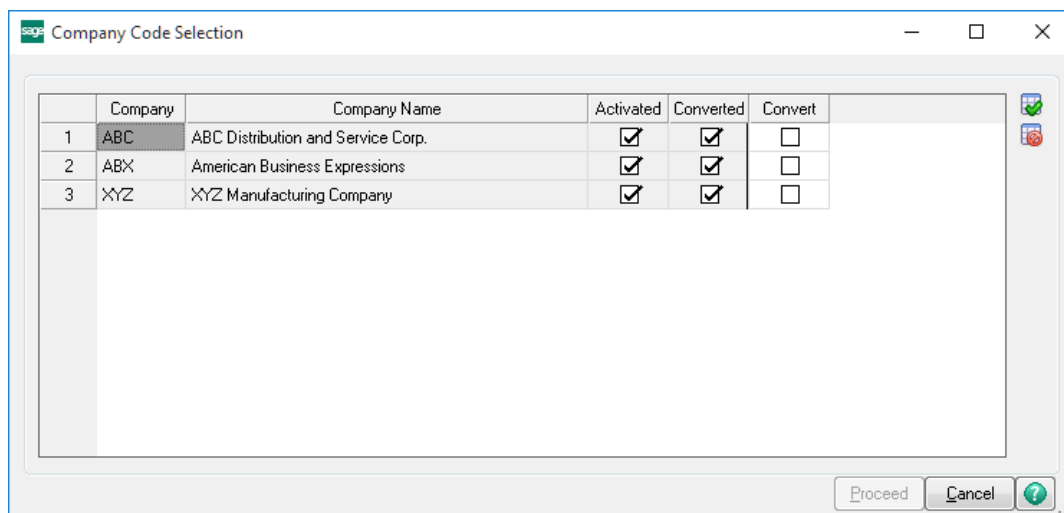 sage Company Code Selection
Company Company Name Activated Converted Convert
1 ABC ABC Distribution and Service Corp.
2 ABX American Business Expressions
3 XYZ XYZ Manufacturing Company
Proceed Cancel ?